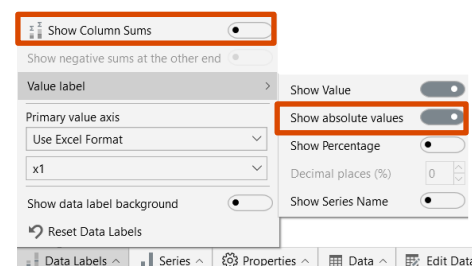 Show Column Sums
Show negative sums at the other end
Value label
Primary value axis
Use Excel Format
x1
Show data label background
Reset Data Labels
Show Value
Show absolute values
Show Percentage
Decimal places (%) 0
Show Series Name
Data Labels Series Properties Data Edit Data